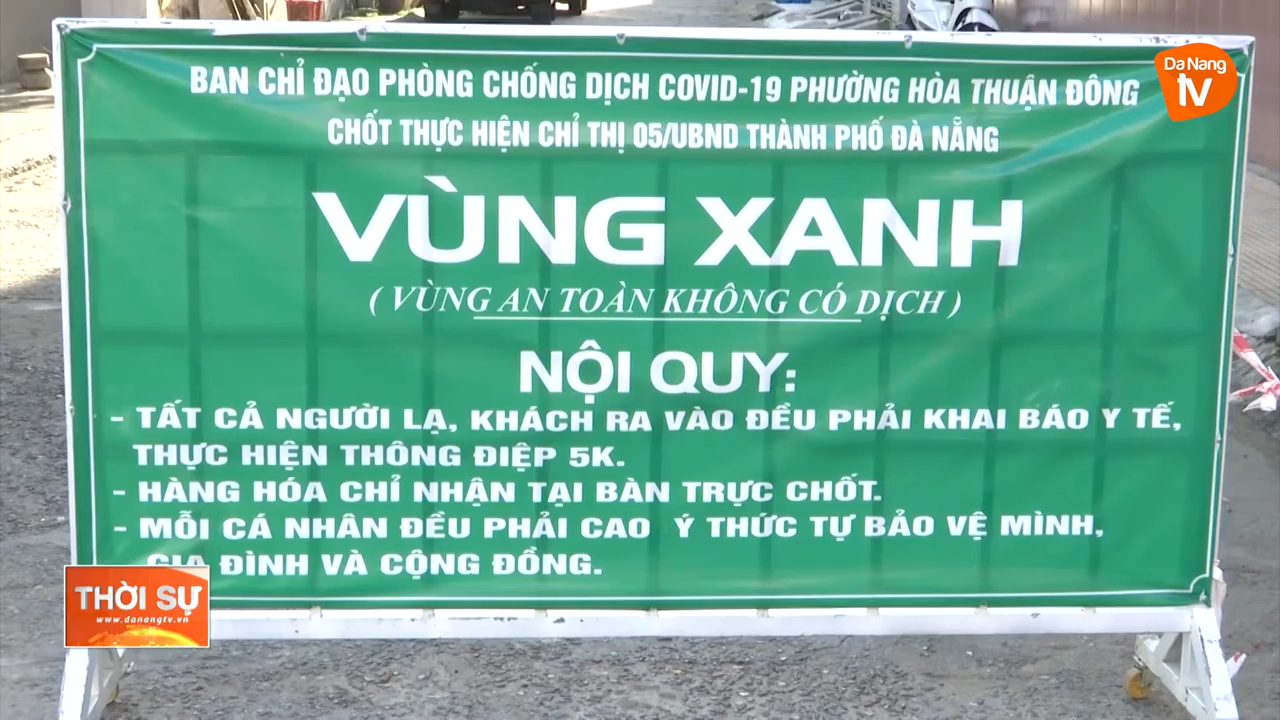 Da Nang
tv
BAN CHỈ ĐẠO PHÒNG CHỐNG DỊCH COVID-19 PHƯỜNG HÒA THUẬN ĐÔNG
CHỐT THỰC HIỆN CHỈ THỊ 05/UBND THÀNH PHỐ ĐÀ NẴNG
VÙNG XANH
( VÙNG AN TOÀN KHÔNG CÓ DỊCH )
NỘI QUY:
- TẤT CẢ NGƯỜI LẠ, KHÁCH RA VÀO ĐỀU PHẢI KHAI BÁO Y TẾ,
THỰC HIỆN THÔNG ĐIỆP 5K.
- HÀNG HÓA CHỈ NHẬN TẠI BÀN TRỰC CHỐT.
- MỖI CÁ NHÂN ĐỀU PHẢI CAO Ý THỨC TỰ BẢO VỆ MÌNH,
GIA ĐÌNH VÀ CỘNG ĐỒNG.
THỜI SỰ
www.danangtv.vn